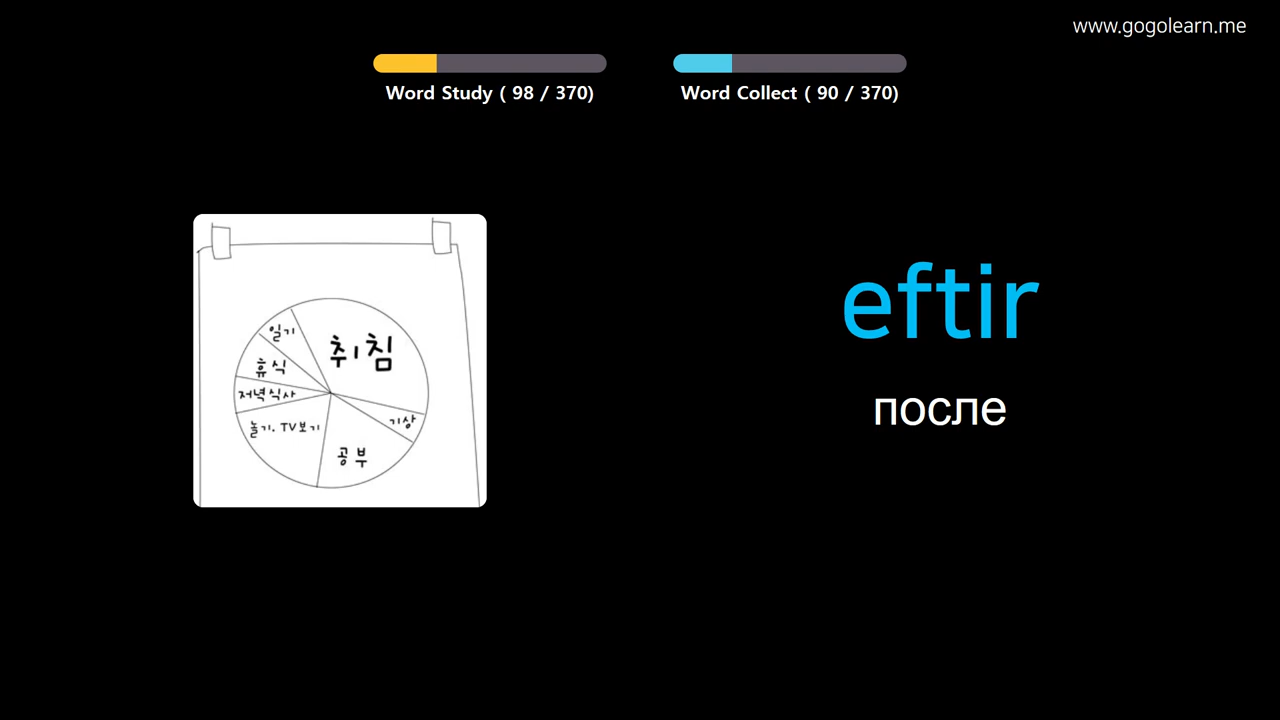 www.gogolearn.me
Word Study ( 98 / 370)
Word Collect ( 90 / 370)
일기
취침
휴식
저녁식사
기상
놀기. TV보기
공부
eftir
после